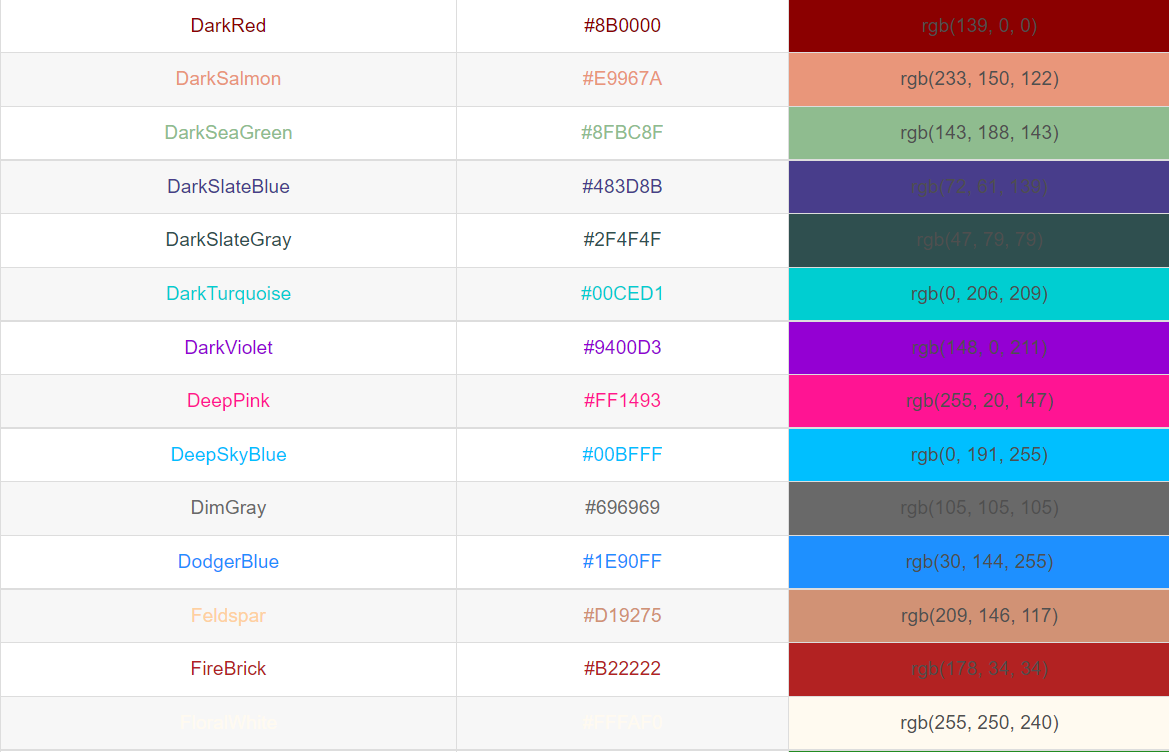 DarkRed #8B0000 rgb(139, 0, 0)
DarkSalmon #E9967A rgb(233, 150, 122)
DarkSeaGreen #8FBC8F rgb(143, 188, 143)
DarkSlateBlue #483D8B rgb(72, 61, 139)
DarkSlateGray #2F4F4F rgb(47, 79, 79)
DarkTurquoise #00CED1 rgb(0, 206, 209)
DarkViolet #9400D3 rgb(148, 0, 211)
DeepPink #FF1493 rgb(255, 20, 147)
DeepSkyBlue #00BFFF rgb(0, 191, 255)
DimGray #696969 rgb(105, 105, 105)
DodgerBlue #1E90FF rgb(30, 144, 255)
Feldspar #D19275 rgb(209, 146, 117)
FireBrick #B22222 rgb(178, 34, 34)
FloralWhite #FFFAF0 rgb(255, 250, 240)